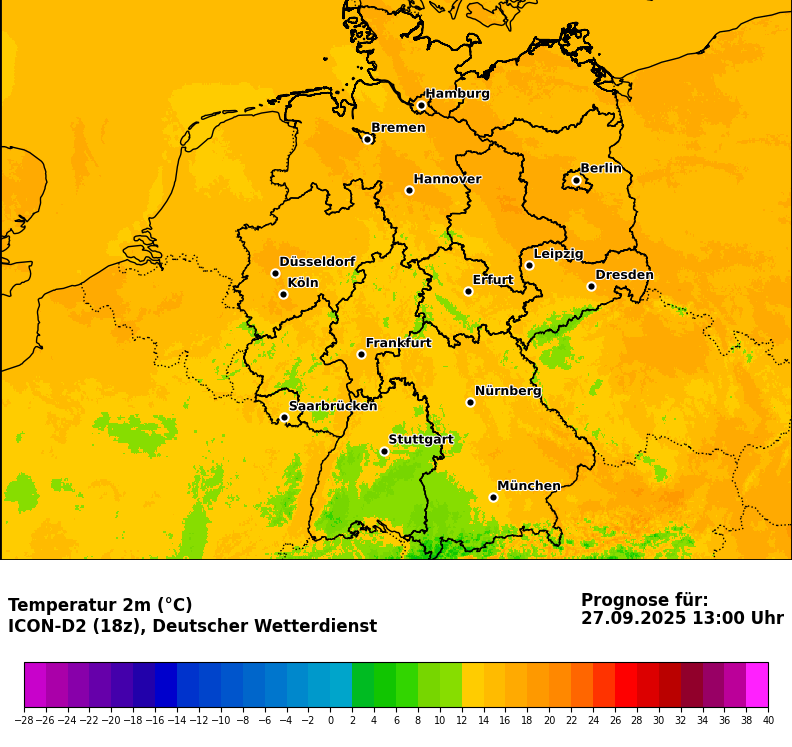 Hamburg
Bremen
Berlin
Hannover
Leipzig
Düsseldorf
Dresden
Köln
Erfurt
Frankfurt
Nürnberg
Saarbrücken
Stuttgart
München
Temperatur 2m (°C)
ICON-D2 (18z), Deutscher Wetterdienst
Prognose für:
27.09.2025 13:00 Uhr
−28 −26 −24 −22 −20 −18 −16 −14 −12 −10 −8 −6 −4 −2 0 2 4 6 8 10 12 14 16 18 20 22 24 26 28 30 32 34 36 38 40